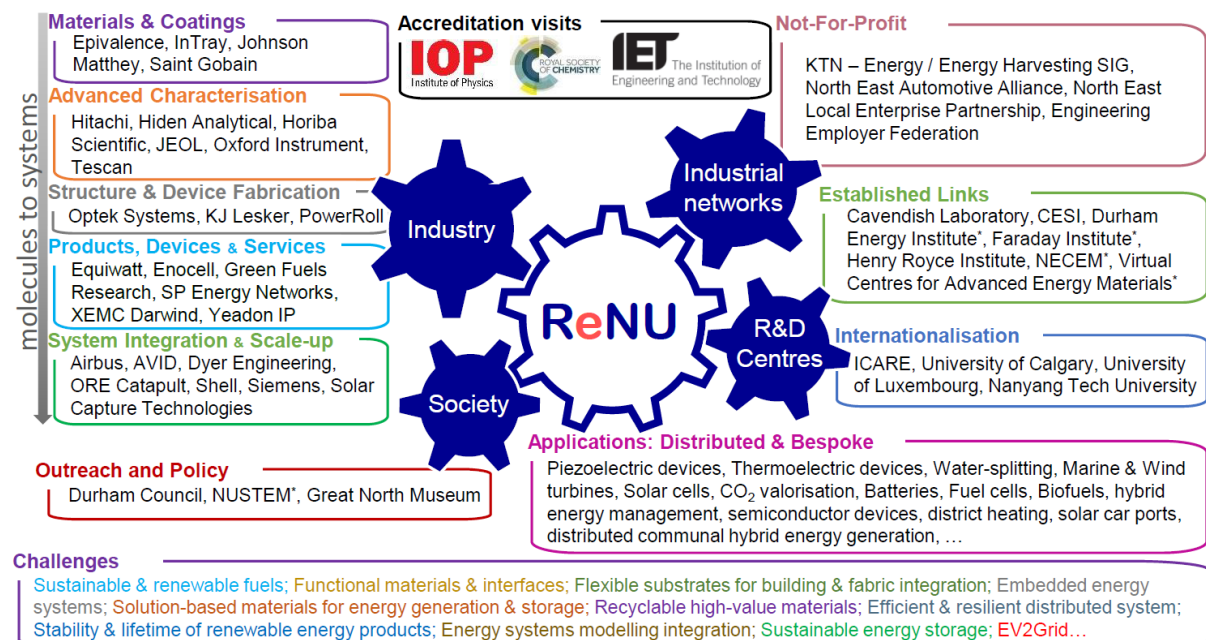 Materials & Coatings
Epivalence, InTray, Johnson
Matthey, Saint Gobain
Advanced Characterisation
Hitachi, Hiden Analytical, Horiba
Scientific, JEOL, Oxford Instrument,
Tescan
Structure & Device Fabrication
Optek Systems, KJ Lesker, PowerRoll
Products, Devices & Services
Equiwatt, Enocell, Green Fuels
Research, SP Energy Networks,
XEMC Darwind, Yeadon IP
System Integration & Scale-up
Airbus, AVID, Dyer Engineering,
ORE Catapult, Shell, Siemens, Solar
Capture Technologies
molecules to systems
Accreditation visits
IOP
Institute of Physics
ROYAL SOCIETY
OF CHEMISTRY
IET
The Institution of
Engineering and Technology
Industry
Industrial
networks
ReNU
R&D
Centres
Society
Not-For-Profit
KTN – Energy / Energy Harvesting SIG,
North East Automotive Alliance, North East
Local Enterprise Partnership, Engineering
Employer Federation
Established Links
Cavendish Laboratory, CESI, Durham
Energy Institute*, Faraday Institute*,
Henry Royce Institute, NECEM*, Virtual
Centres for Advanced Energy Materials*
Internationalisation
ICARE, University of Calgary, University
of Luxembourg, Nanyang Tech University
Outreach and Policy
Durham Council, NUSTEM*, Great North Museum
Applications: Distributed & Bespoke
Piezoelectric devices, Thermoelectric devices, Water-splitting, Marine & Wind
turbines, Solar cells, CO₂ valorisation, Batteries, Fuel cells, Biofuels, hybrid
energy management, semiconductor devices, district heating, solar car ports,
distributed communal hybrid energy generation, …
Challenges
Sustainable & renewable fuels; Functional materials & interfaces; Flexible substrates for building & fabric integration; Embedded energy
systems; Solution-based materials for energy generation & storage; Recyclable high-value materials; Efficient & resilient distributed system;
Stability & lifetime of renewable energy products; Energy systems modelling integration; Sustainable energy storage; EV2Grid…